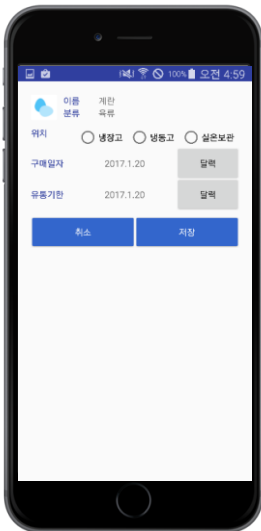 100% 오전 4:59
이름 계란
분류 육류
위치 냉장고 냉동고 실온보관
구매일자 2017.1.20 달력
유통기한 2017.1.20 달력
취소 저장